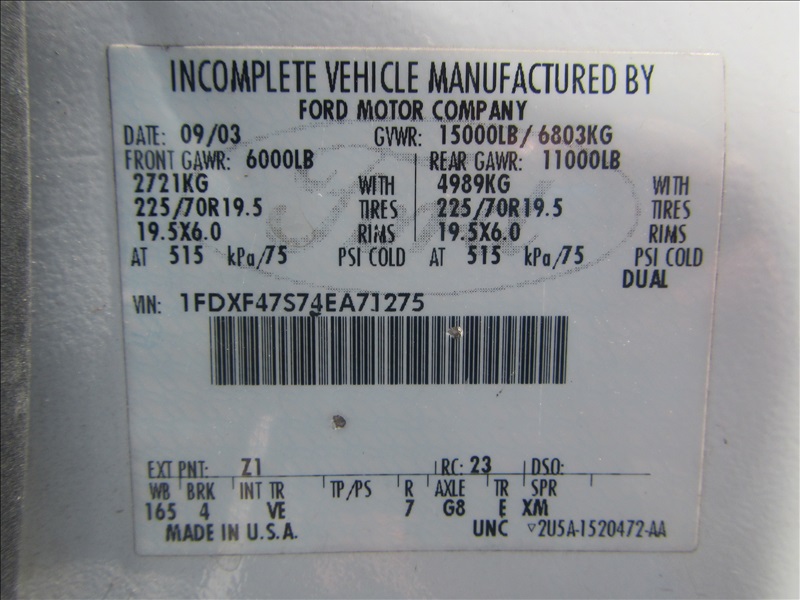 INCOMPLETE VEHICLE MANUFACTURED BY
FORD MOTOR COMPANY
DATE: 09/03 GVWR: 15000LB / 6803KG
FRONT GAWR: 6000LB REAR GAWR: 11000LB
2721KG WITH 4989KG WITH
225/70R19.5 TIRES 225/70R19.5 TIRES
19.5X6.0 RIMS 19.5X6.0 RIMS
AT 515 kPa/75 PSI COLD AT 515 kPa/75 PSI COLD
DUAL
VIN: 1FDXF47S74EA71275
EXT PNT: Z1 RC: 23 DSO:
WB BRK INT TR TP/PS R AXLE TR SPR
165 4 VE 7 G8 E XM
MADE IN U.S.A. UNC ▽2U5A-1520472-AA
Ford